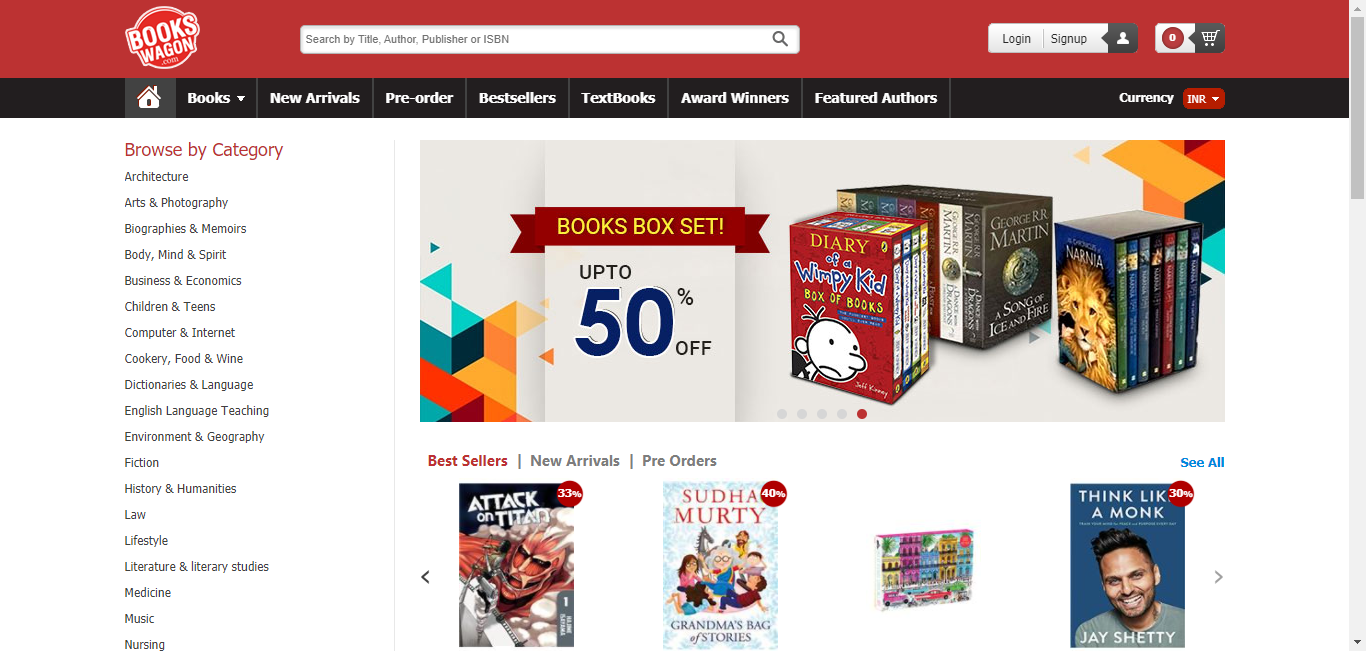 BOOKS
WAGON
.com
Search by Title, Author, Publisher or ISBN
Login
Signup
0
Books
New Arrivals
Pre-order
Bestsellers
TextBooks
Award Winners
Featured Authors
Currency
INR
Browse by Category
Architecture
Arts & Photography
Biographies & Memoirs
Body, Mind & Spirit
Business & Economics
Children & Teens
Computer & Internet
Cookery, Food & Wine
Dictionaries & Language
English Language Teaching
Environment & Geography
Fiction
History & Humanities
Law
Lifestyle
Literature & literary studies
Medicine
Music
Nursing
BOOKS BOX SET!
UPTO
50%
OFF
DIARY
of a
Wimpy Kid
BOX OF BOOKS
Jeff Kinney
GEORGE R.R.
MARTIN
A SONG OF
ICE AND FIRE
NARNIA
Best Sellers | New Arrivals | Pre Orders
See All
33%
ATTACK
ON TITAN
1
40%
SUDHA
MURTY
GRANDMA'S BAG
of STORIES
30%
THINK LIKE
A MONK
JAY SHETTY